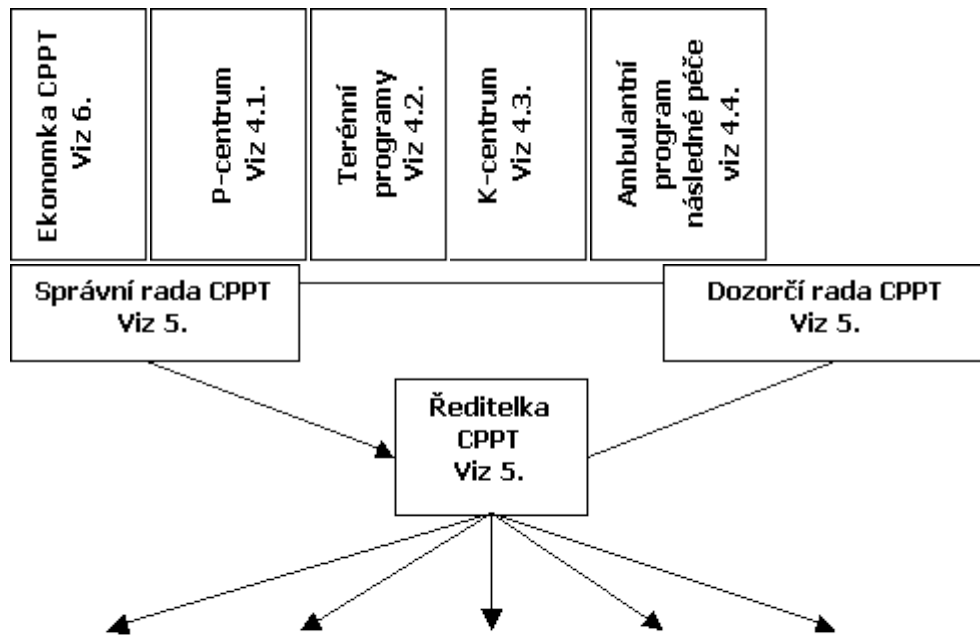 Ekonomka CPPT
Viz 6.
P-centrum
Viz 4.1.
Terénní
programy
Viz 4.2.
K-centrum
Viz 4.3.
Ambulantní
program
následné péče
viz 4.4.
Správní rada CPPT
Viz 5.
Dozorčí rada CPPT
Viz 5.
Ředitelka
CPPT
Viz 5.